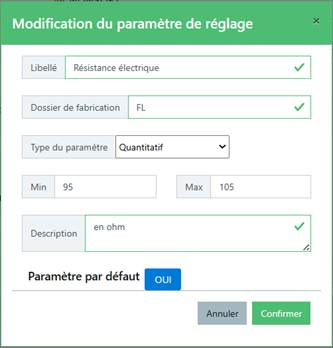 Modification du paramètre de réglage ×
Libellé Résistance électrique
Dossier de fabrication FL
Type du paramètre Quantitatif
Min 95 Max 105
Description en ohm
Paramètre par défaut OUI
Annuler Confirmer